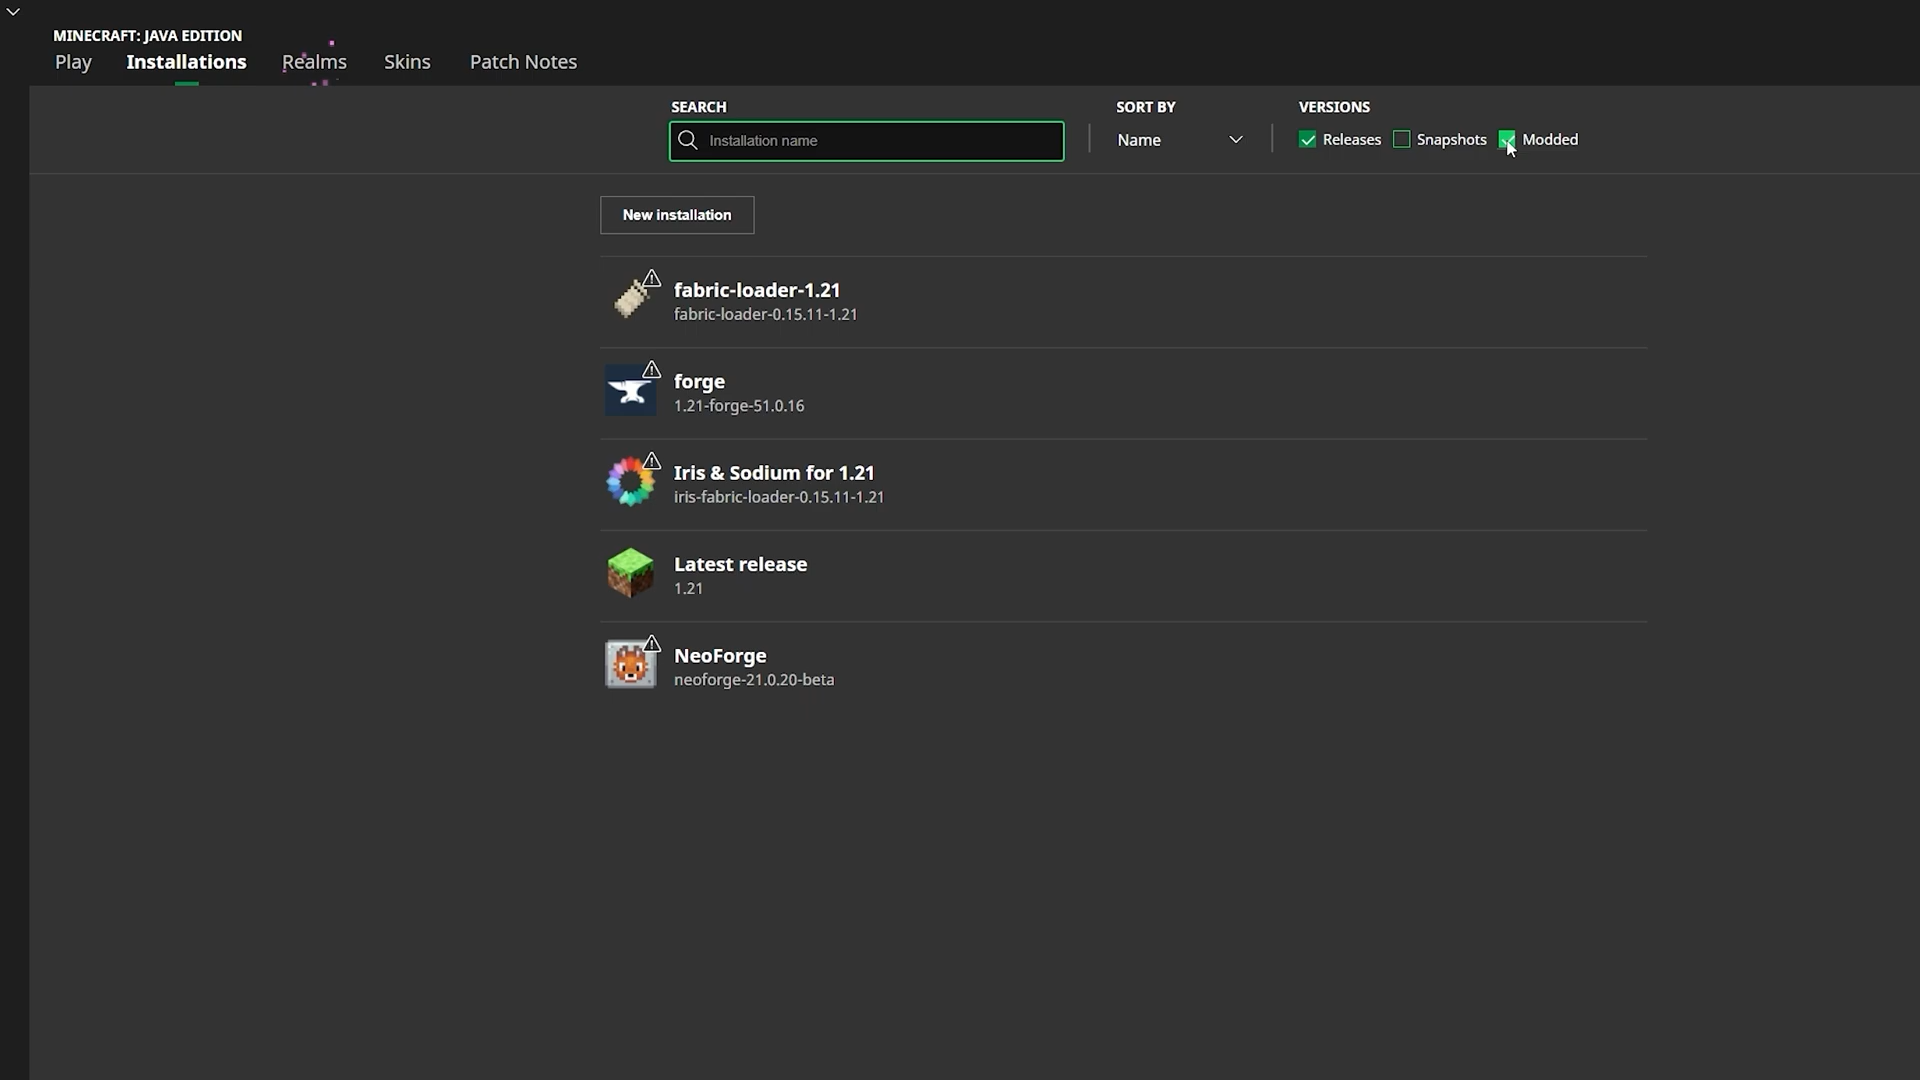 MINECRAFT: JAVA EDITION
Play Installations Realms Skins Patch Notes
SEARCH SORT BY VERSIONS
Installation name Name Releases Snapshots Modded
New installation
fabric-loader-1.21
fabric-loader-0.15.11-1.21
forge
1.21-forge-51.0.16
Iris & Sodium for 1.21
iris-fabric-loader-0.15.11-1.21
Latest release
1.21
NeoForge
neoforge-21.0.20-beta